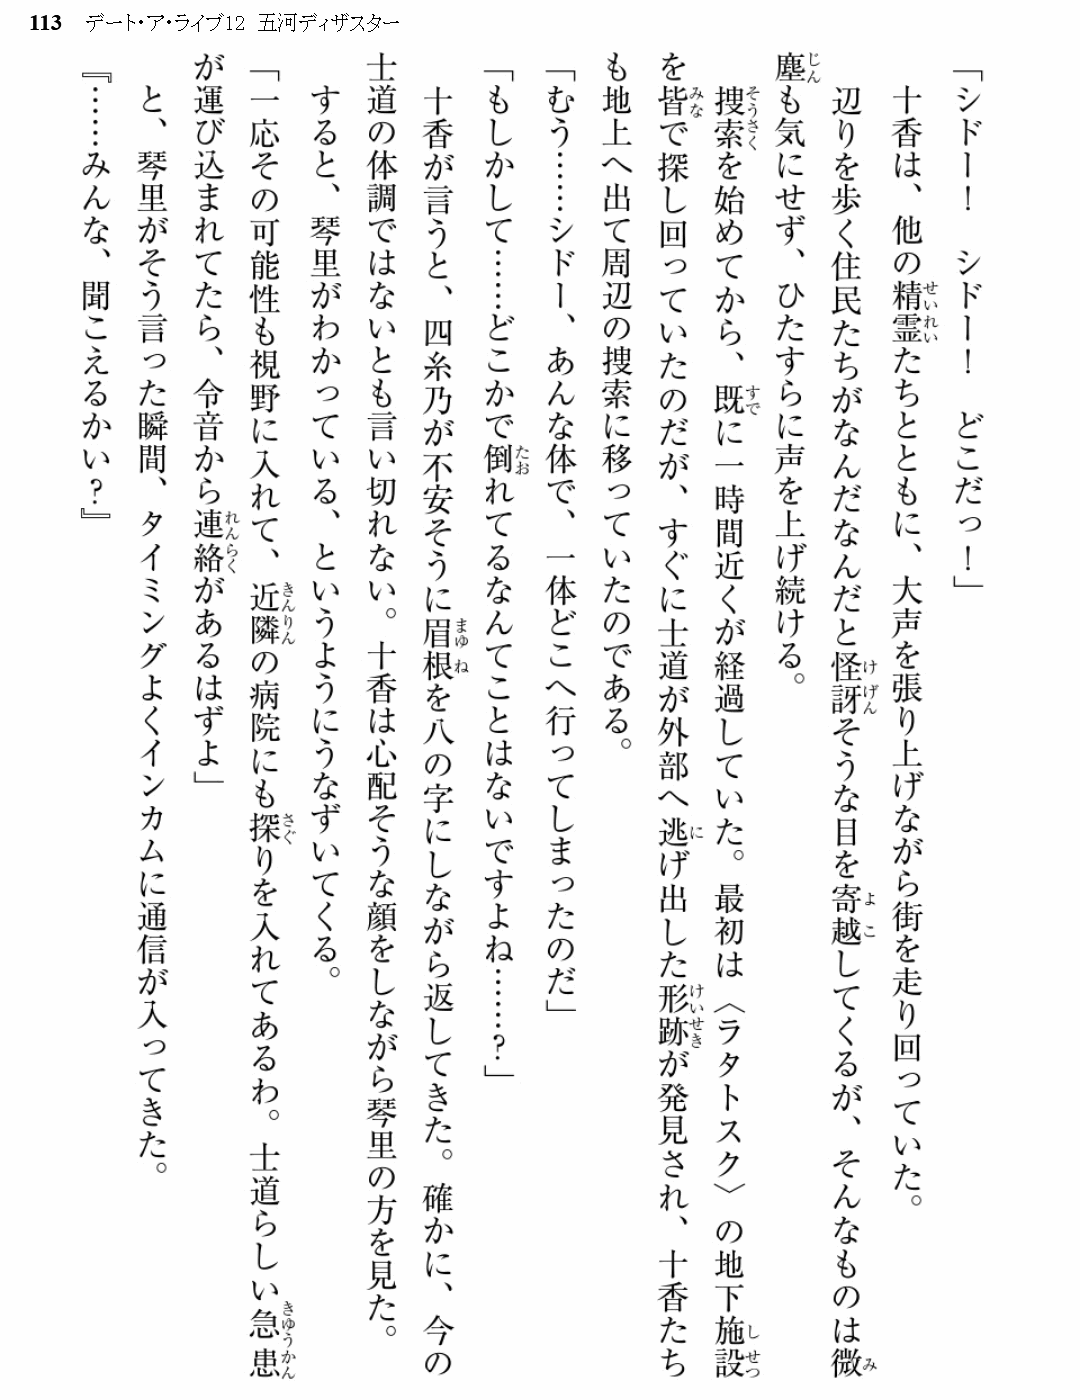 113 デート・ア・ライブ12 五河ディザスター
「シドー！　シドー！　どこだっ！」
　十香は、他の精霊たちとともに、大声を張り上げながら街を走り回っていた。
　辺りを歩く住民たちがなんだなんだと怪訝そうな目を寄越してくるが、そんなものは微
塵も気にせず、ひたすらに声を上げ続ける。
　捜索を始めてから、既に一時間近くが経過していた。最初は〈ラタトスク〉の地下施設
を皆で探し回っていたのだが、すぐに士道が外部へ逃げ出した形跡が発見され、十香たち
も地上へ出て周辺の捜索に移っていたのである。
「むう……シドー、あんな体で、一体どこへ行ってしまったのだ」
「もしかして……どこかで倒れてるなんてことはないですよね……？」
　十香が言うと、四糸乃が不安そうに眉根を八の字にしながら返してきた。確かに、今の
士道の体調ではないとも言い切れない。十香は心配そうな顔をしながら琴里の方を見た。
　すると、琴里がわかっている、というようにうなずいてくる。
「一応その可能性も視野に入れて、近隣の病院にも探りを入れてあるわ。士道らしい急患
が運び込まれてたら、令音から連絡があるはずよ」
　と、琴里がそう言った瞬間、タイミングよくインカムに通信が入ってきた。
『……みんな、聞こえるかい？』